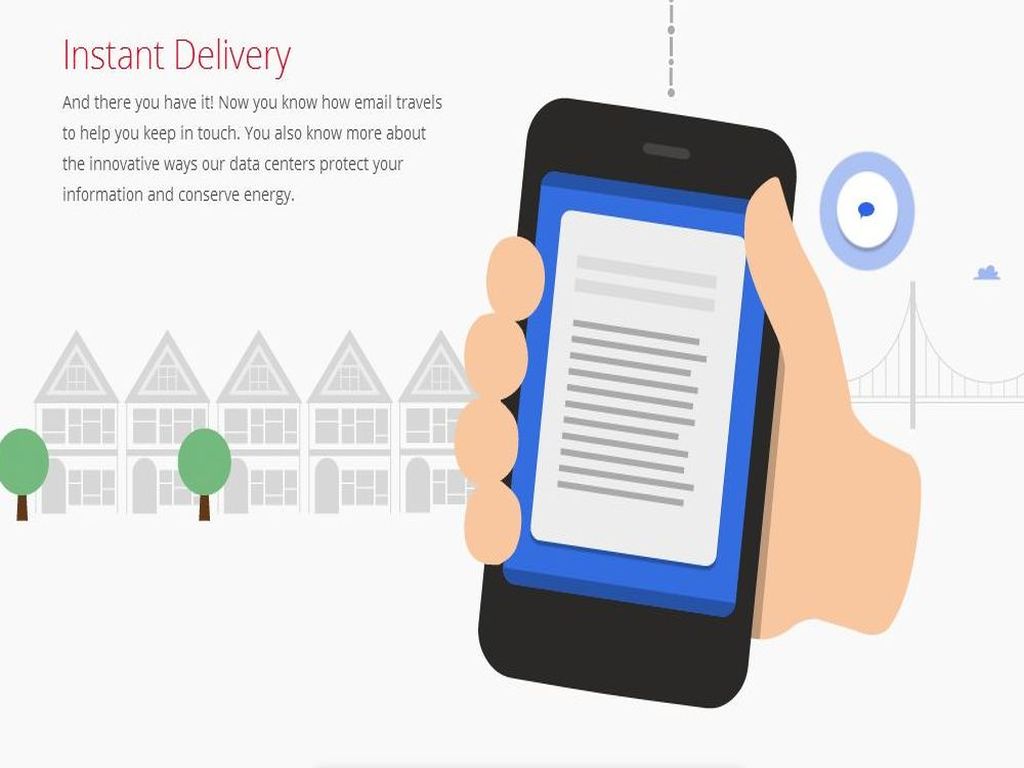 Instant Delivery
And there you have it! Now you know how email travels
to help you keep in touch. You also know more about
the innovative ways our data centers protect your
information and conserve energy.